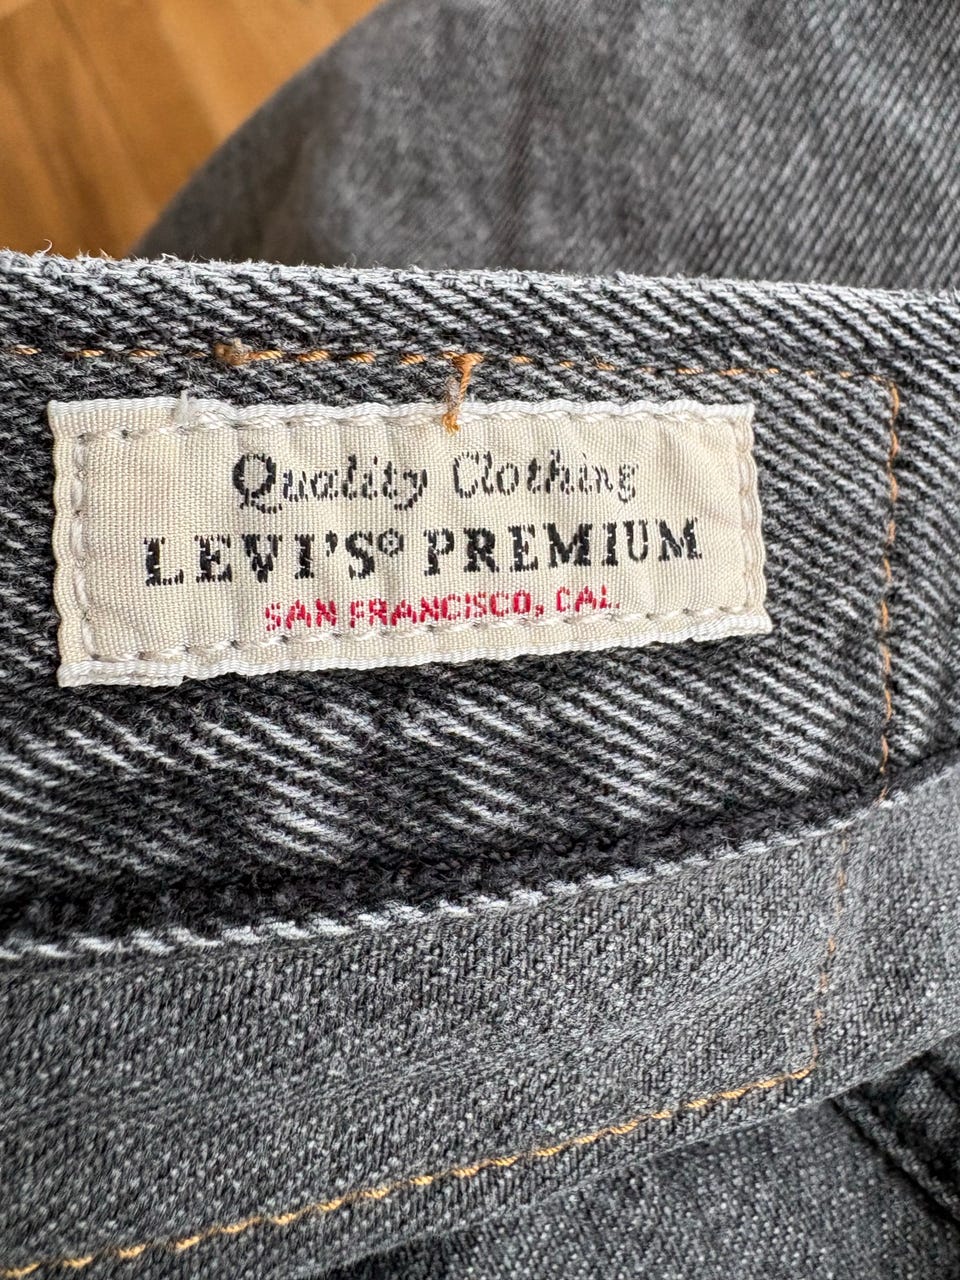 Quality Clothing
LEVI'S® PREMIUM
SAN FRANCISCO, CAL.